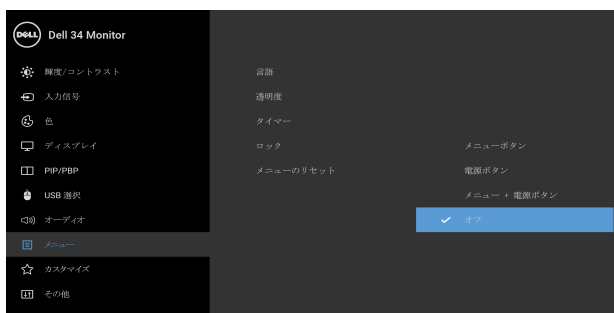 DELL Dell 34 Monitor
輝度/コントラスト
入力信号
色
ディスプレイ
PIP/PBP
USB 選択
オーディオ
メニュー
カスタマイズ
その他
言語
透明度
タイマー
ロック
メニューのリセット
メニューボタン
電源ボタン
メニュー + 電源ボタン
オフ